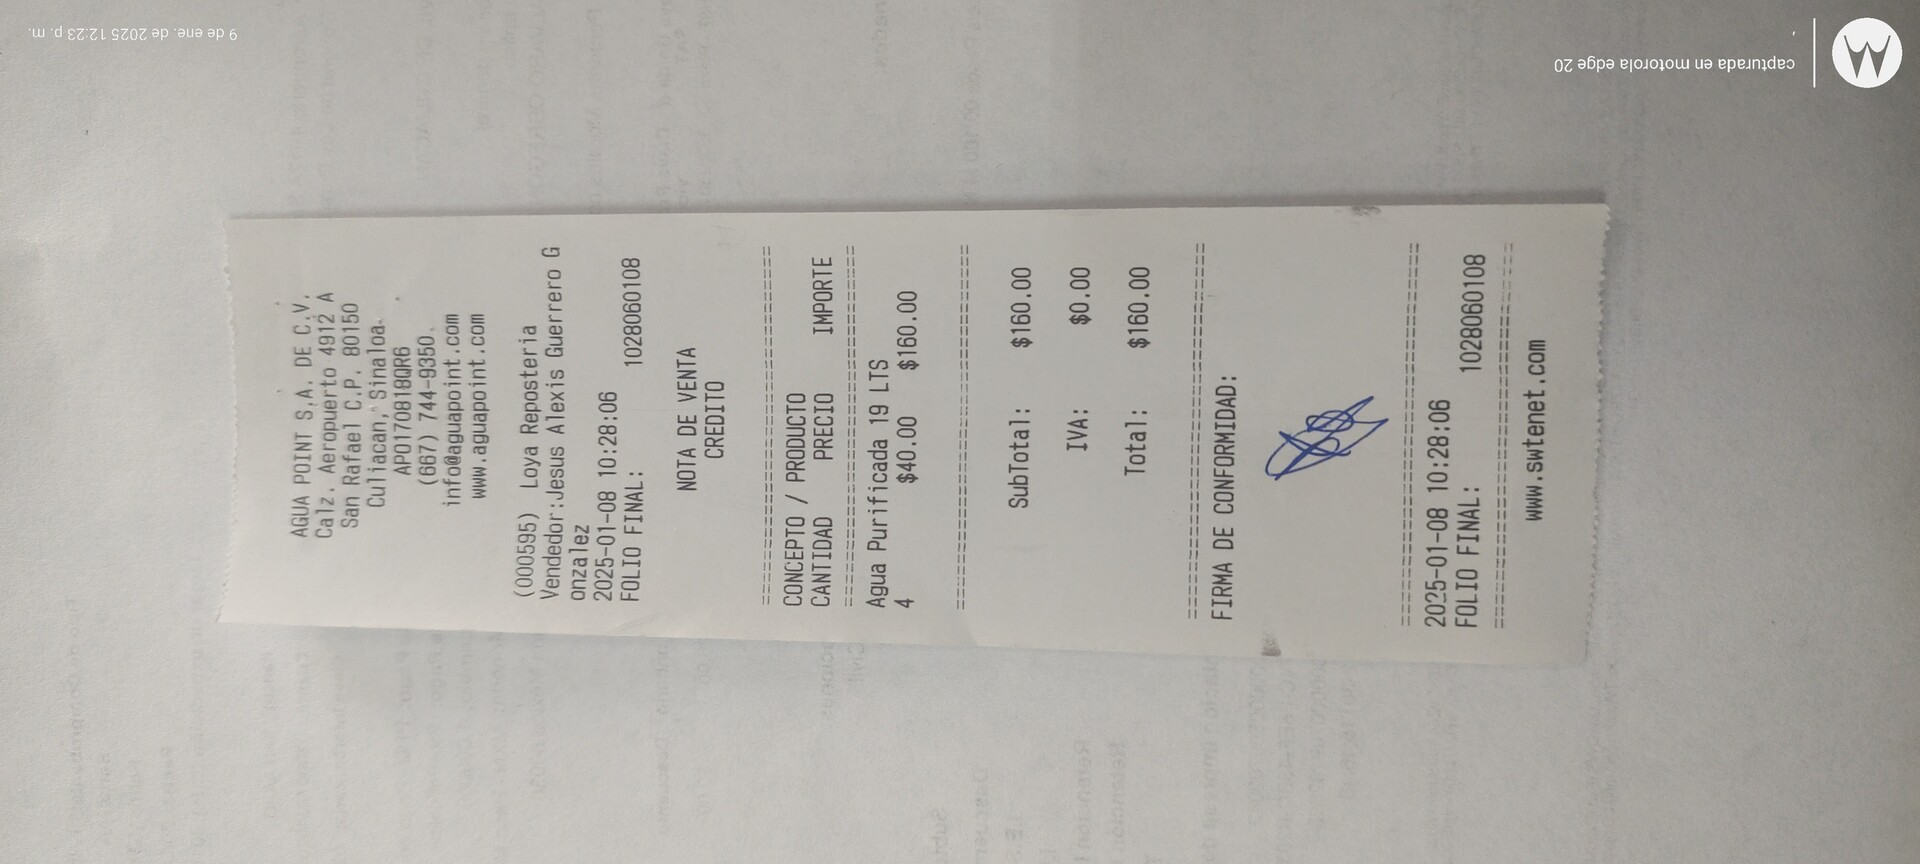 AGUA POINT S.A. DE C.V.
Calz. Aeropuerto 4912 A
San Rafael C.P. 80150
Culiacan, Sinaloa
APO170818QR6
(667) 744-9350
info@aguapoint.com
www.aguapoint.com
(000595) Loya Reposteria
Vendedor:Jesus Alexis Guerrero G
onzalez
2025-01-08 10:28:06
FOLIO FINAL: 1028060108
NOTA DE VENTA
CREDITO
================================
CONCEPTO / PRODUCTO
CANTIDAD PRECIO IMPORTE
================================
Agua Purificada 19 LTS
4 $40.00 $160.00
================================
SubTotal: $160.00
IVA: $0.00
Total: $160.00
================================
FIRMA DE CONFORMIDAD:
================================
2025-01-08 10:28:06
FOLIO FINAL: 1028060108
================================
www.swtenet.com
capturada en motorola edge 20
9 de ene. de 2025 12:23 p. m.